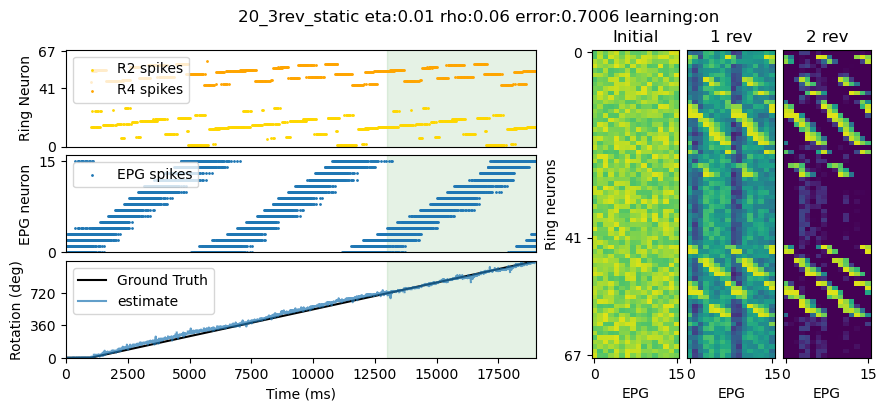 20_3rev_static eta:0.01 rho:0.06 error:0.7006 learning:on
Ring Neuron
67
41
0
R2 spikes
R4 spikes
EPG neuron
15
0
EPG spikes
Rotation (deg)
720
360
0
Ground Truth
estimate
0 2500 5000 7500 10000 12500 15000 17500
Time (ms)
Initial 1 rev 2 rev
Ring neurons
0
41
67
0 15 0 15 0 15
EPG EPG EPG